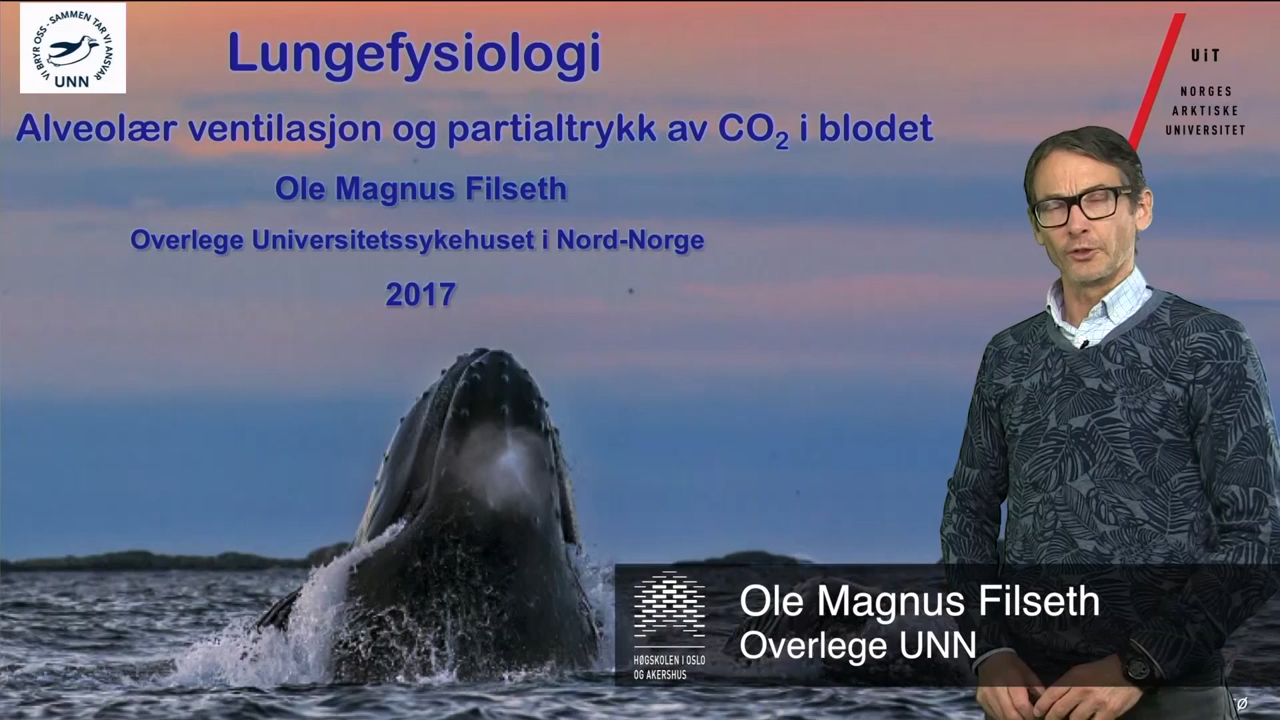 VI BRYR OSS - SAMMEN TAR VI ANSVAR
UNN
Lungefysiologi
Alveolær ventilasjon og partialtrykk av CO₂ i blodet
Ole Magnus Filseth
Overlege Universitetssykehuset i Nord-Norge
2017
UiT
NORGES
ARKTISKE
UNIVERSITET
Ole Magnus Filseth
Overlege UNN
HØGSKOLEN I OSLO
OG AKERSHUS